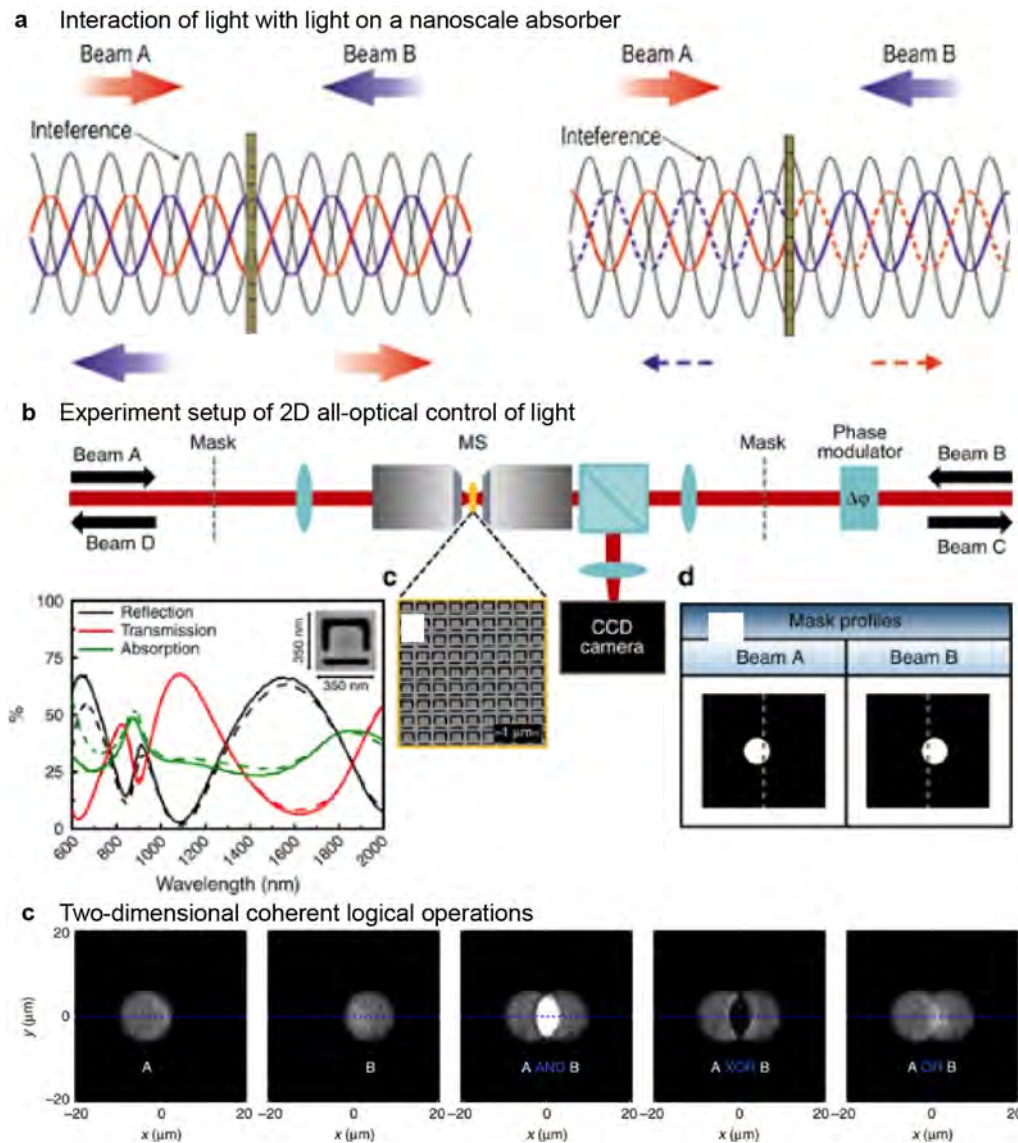 a Interaction of light with light on a nanoscale absorber
Beam A
Beam B
Beam A
Beam B
Inteference
Inteference
b Experiment setup of 2D all-optical control of light
Beam A
Mask
MS
Mask
Phase
modulator
Beam B
Δφ
Beam D
Beam C
c
d
100
75
50
25
0
%
Reflection
Transmission
Absorption
350 nm
350 nm
600
800
1000
1200
1400
1600
1800
2000
Wavelength (nm)
1 μm
CCD
camera
Mask profiles
Beam A
Beam B
c Two-dimensional coherent logical operations
20
0
-20
y (μm)
A
B
A AND B
A XOR B
A OR B
-20 0 20
-20 0 20
-20 0 20
-20 0 20
-20 0 20
x (μm)
x (μm)
x (μm)
x (μm)
x (μm)